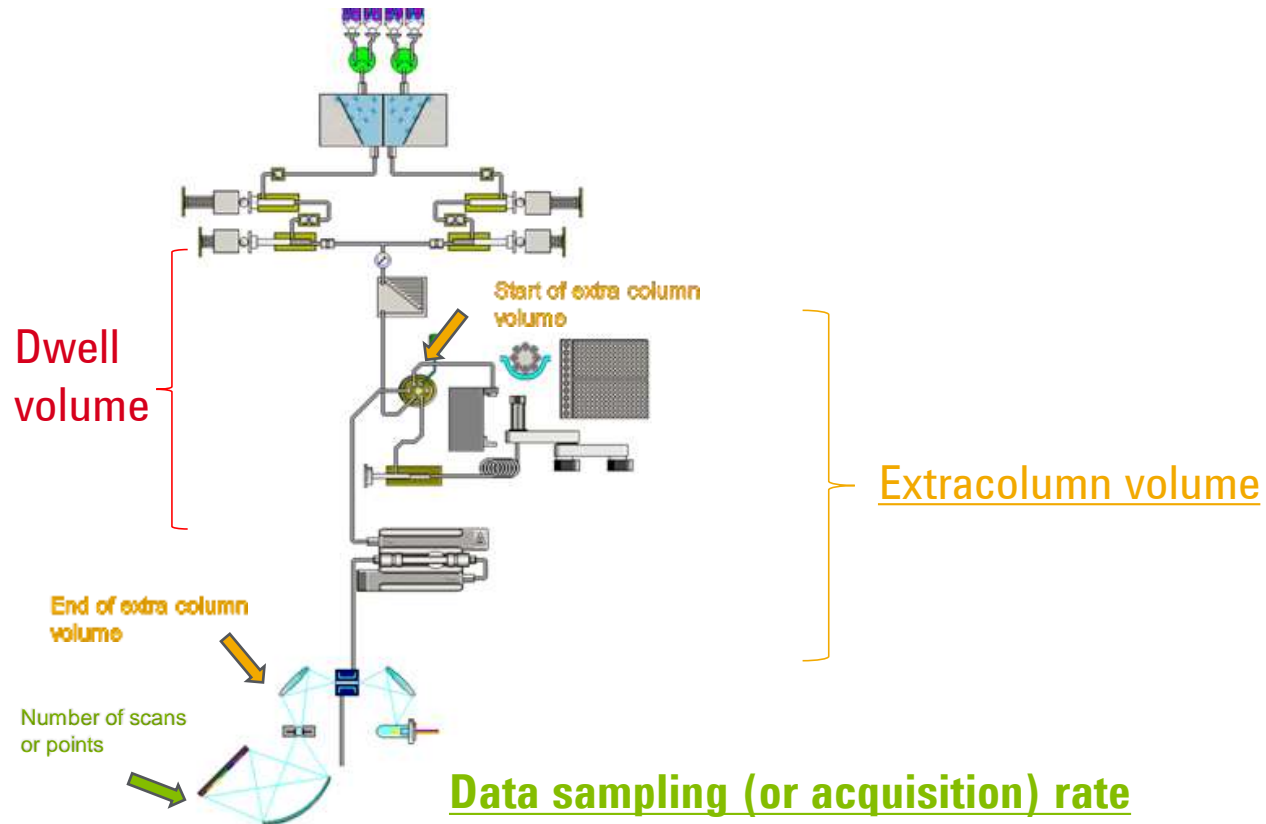 Start of extra column
volume
Dwell
volume
Extracolumn volume
End of extra column
volume
Number of scans
or points
Data sampling (or acquisition) rate